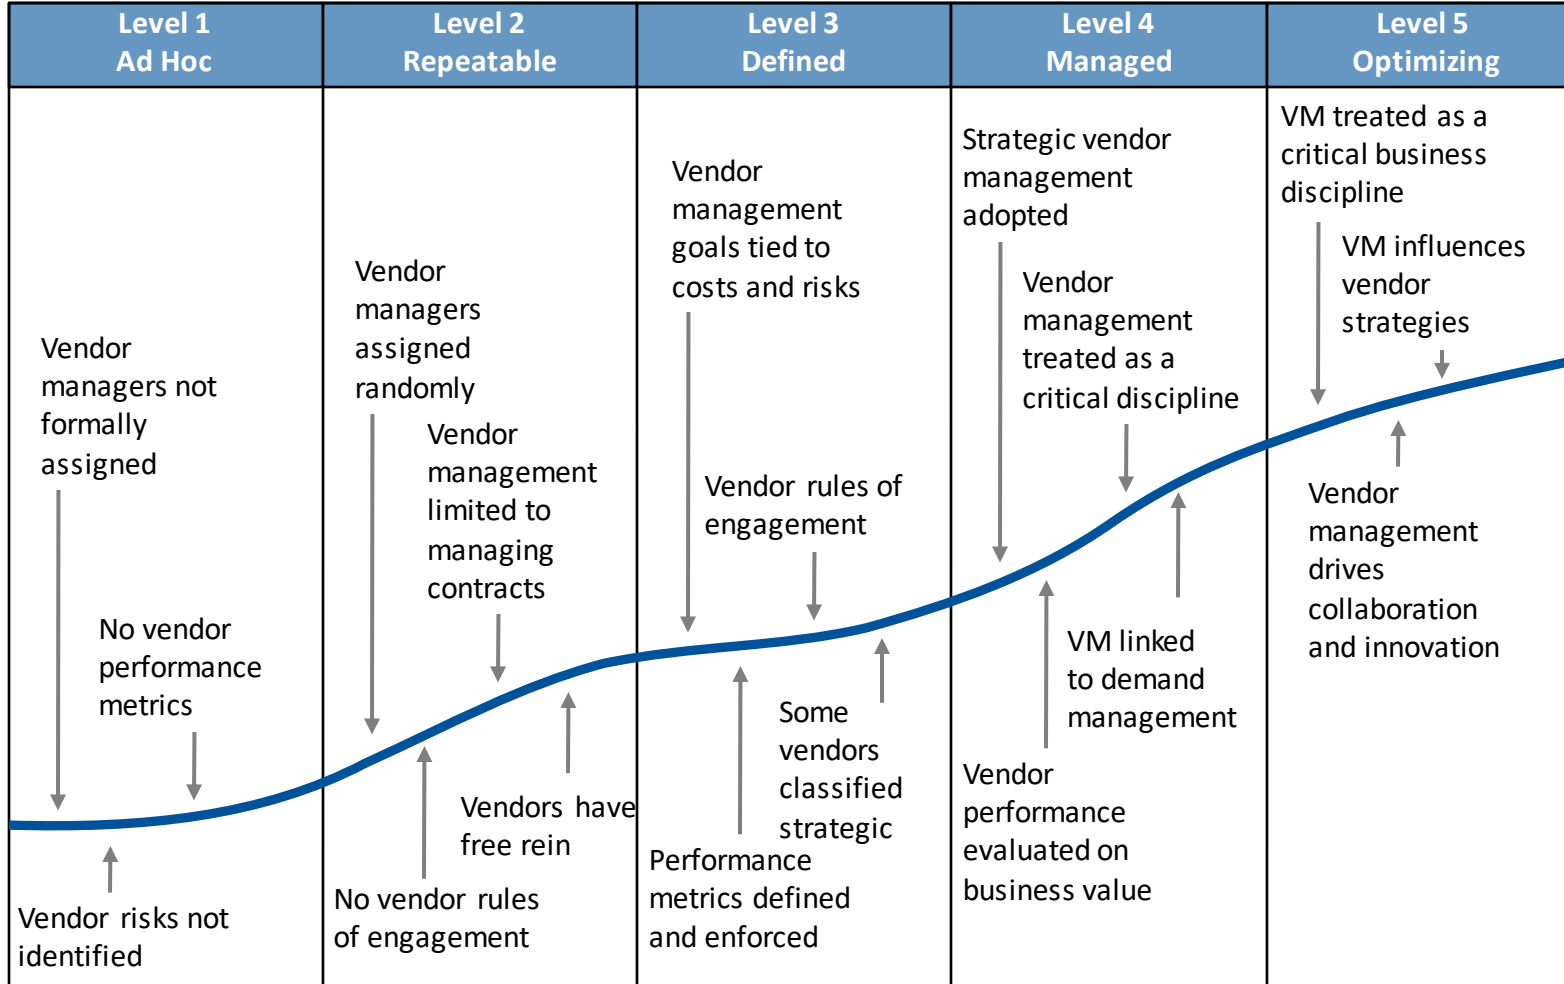 Level 1
Ad Hoc
Level 2
Repeatable
Level 3
Defined
Level 4
Managed
Level 5
Optimizing
Vendor
managers not
formally
assigned
No vendor
performance
metrics
Vendor risks not
identified
Vendor
managers
assigned
randomly
Vendor
management
limited to
managing
contracts
Vendors have
free rein
No vendor rules
of engagement
Vendor
management
goals tied to
costs and risks
Vendor rules of
engagement
Some
vendors
classified
strategic
Performance
metrics defined
and enforced
Strategic vendor
management
adopted
Vendor
management
treated as a
critical discipline
VM linked
to demand
management
Vendor
performance
evaluated on
business value
VM treated as a
critical business
discipline
VM influences
vendor
strategies
Vendor
management
drives
collaboration
and innovation